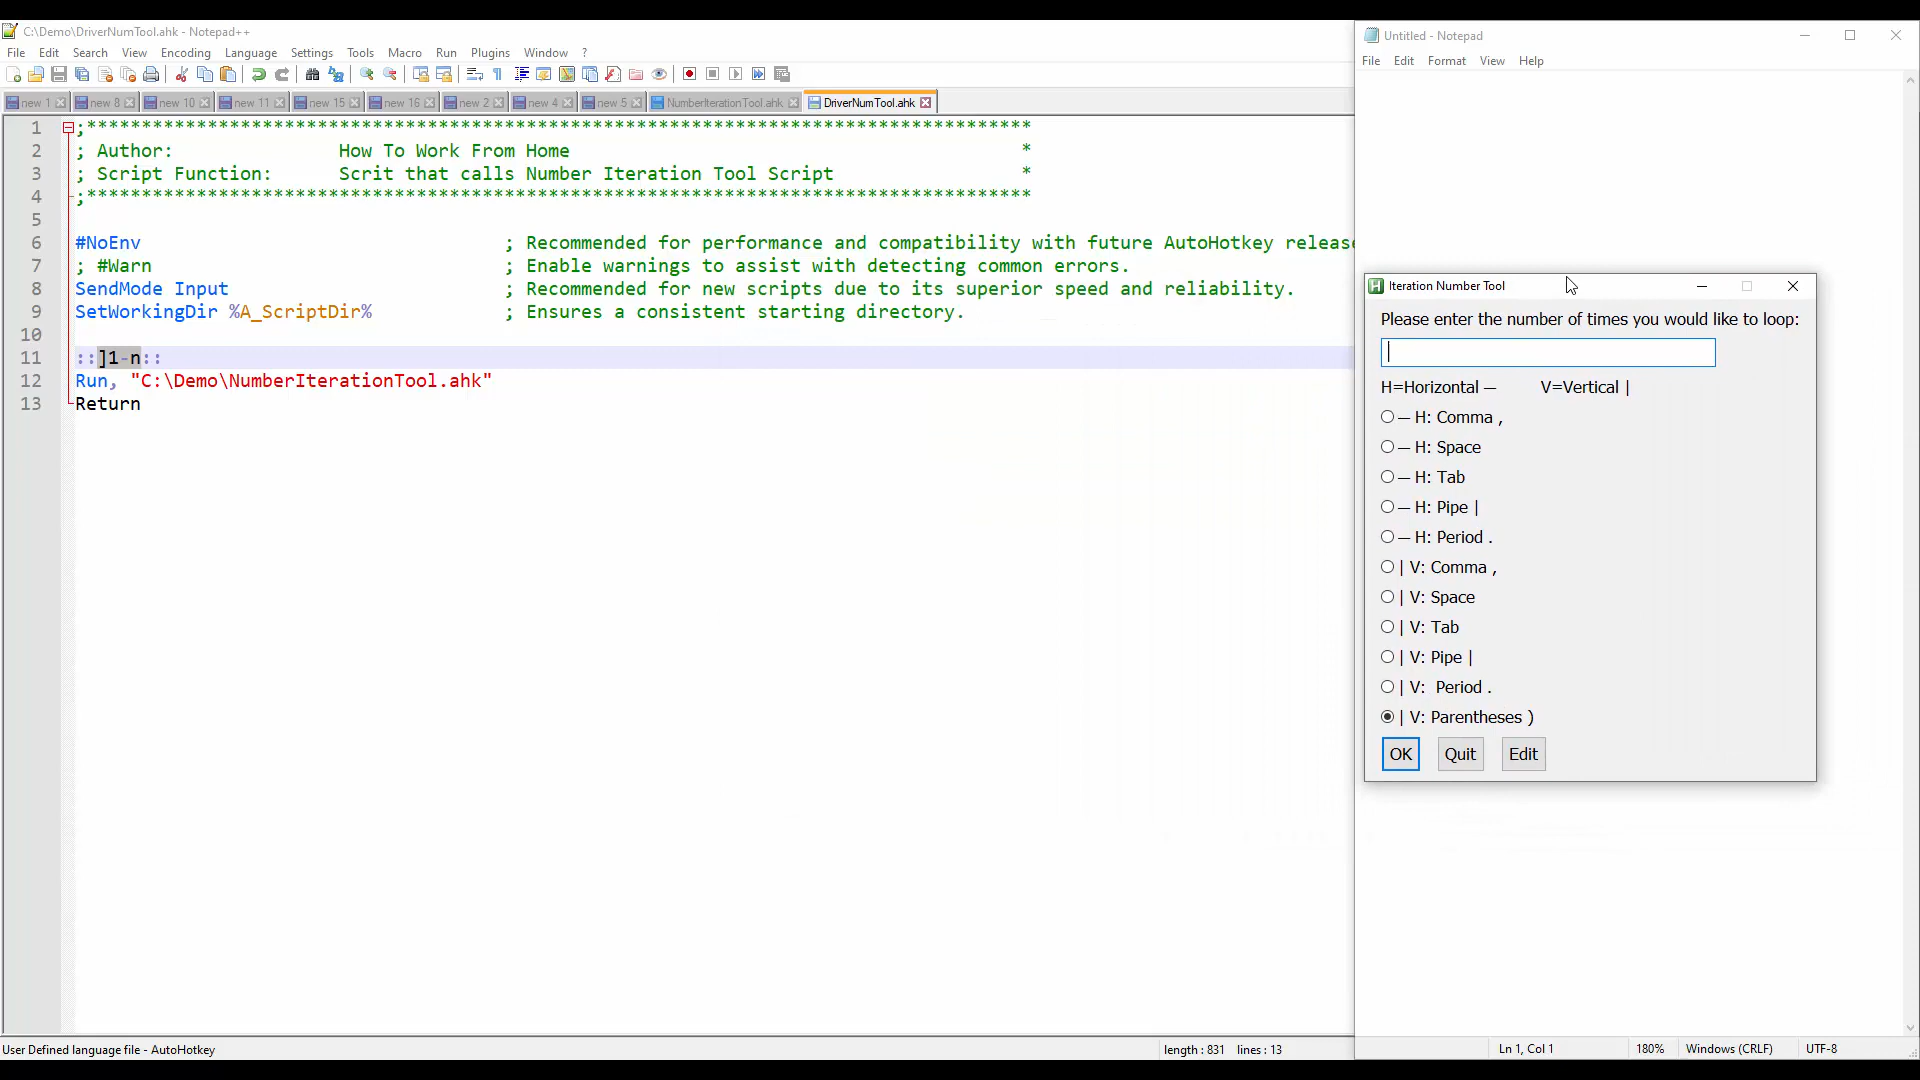 C:\Demo\DriverNumTool.ahk - Notepad++
File Edit Search View Encoding Language Settings Tools Macro Run Plugins Window ?
new 1 new 8 new 10 new 11 new 15 new 16 new 2 new 4 new 5 NumberIterationTool.ahk DriverNumTool.ahk
1 ;**************************************************************************************
2 ; Author: How To Work From Home *
3 ; Script Function: Scrit that calls Number Iteration Tool Script *
4 ;**************************************************************************************
5
6 #NoEnv ; Recommended for performance and compatibility with future AutoHotkey release
7 ; #Warn ; Enable warnings to assist with detecting common errors.
8 SendMode Input ; Recommended for new scripts due to its superior speed and reliability.
9 SetWorkingDir %A_ScriptDir% ; Ensures a consistent starting directory.
10
11 ::]1-n::
12 Run, "C:\Demo\NumberIterationTool.ahk"
13 Return
User Defined language file - AutoHotkey length : 831 lines : 13
Untitled - Notepad
File Edit Format View Help
Iteration Number Tool
Please enter the number of times you would like to loop:
H=Horizontal — V=Vertical |
— H: Comma ,
— H: Space
— H: Tab
— H: Pipe |
— H: Period .
| V: Comma ,
| V: Space
| V: Tab
| V: Pipe |
| V: Period .
| V: Parentheses )
OK Quit Edit
Ln 1, Col 1 180% Windows (CRLF) UTF-8